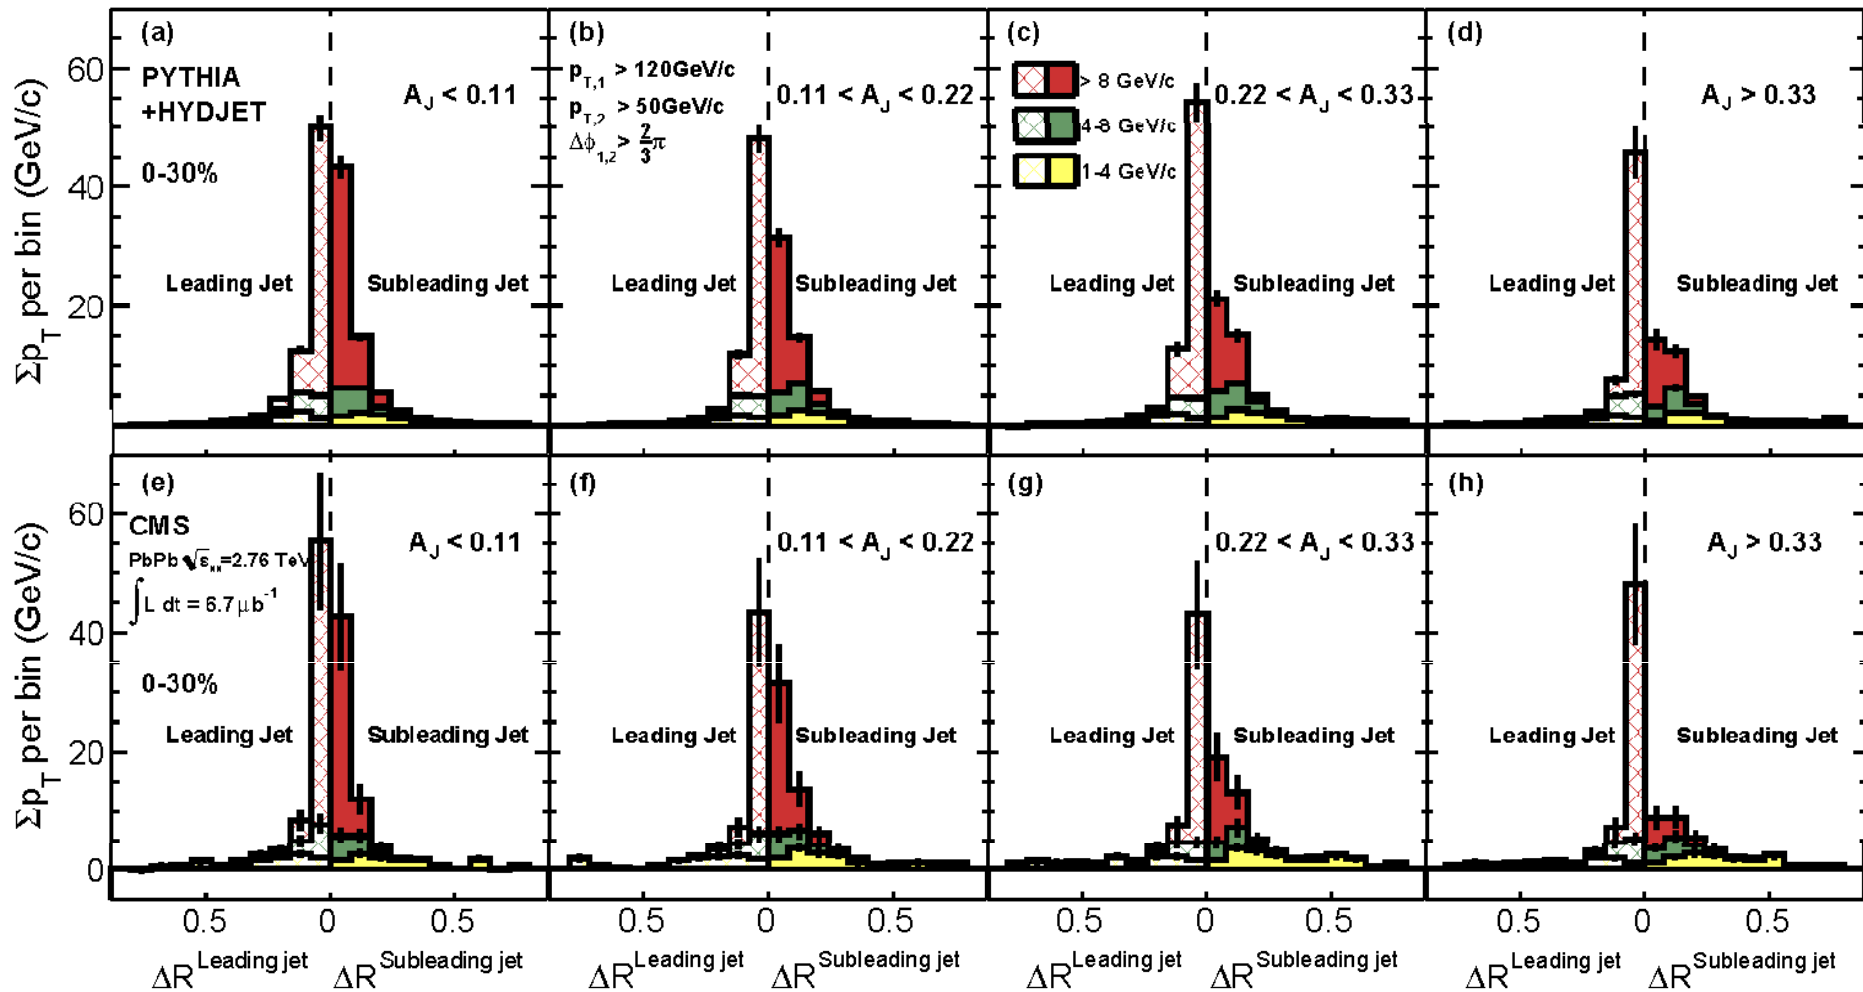 (a)
PYTHIA
+HYDJET
0-30%
A_J < 0.11
Leading Jet
Subleading Jet
(b)
p_T,1 > 120GeV/c
p_T,2 > 50GeV/c
Δϕ_1,2 > 2/3 π
0.11 < A_J < 0.22
Leading Jet
Subleading Jet
(c)
> 8 GeV/c
4-8 GeV/c
1-4 GeV/c
0.22 < A_J < 0.33
Leading Jet
Subleading Jet
(d)
A_J > 0.33
Leading Jet
Subleading Jet
Σp_T per bin (GeV/c)
60
40
20
(e)
CMS
PbPb √s_NN=2.76 TeV
∫L dt = 6.7 μb^-1
0-30%
A_J < 0.11
Leading Jet
Subleading Jet
(f)
0.11 < A_J < 0.22
Leading Jet
Subleading Jet
(g)
0.22 < A_J < 0.33
Leading Jet
Subleading Jet
(h)
A_J > 0.33
Leading Jet
Subleading Jet
Σp_T per bin (GeV/c)
60
40
20
0
0.5 0 0.5
0.5 0 0.5
0.5 0 0.5
0.5 0 0.5
ΔR^Leading jet ΔR^Subleading jet
ΔR^Leading jet ΔR^Subleading jet
ΔR^Leading jet ΔR^Subleading jet
ΔR^Leading jet ΔR^Subleading jet